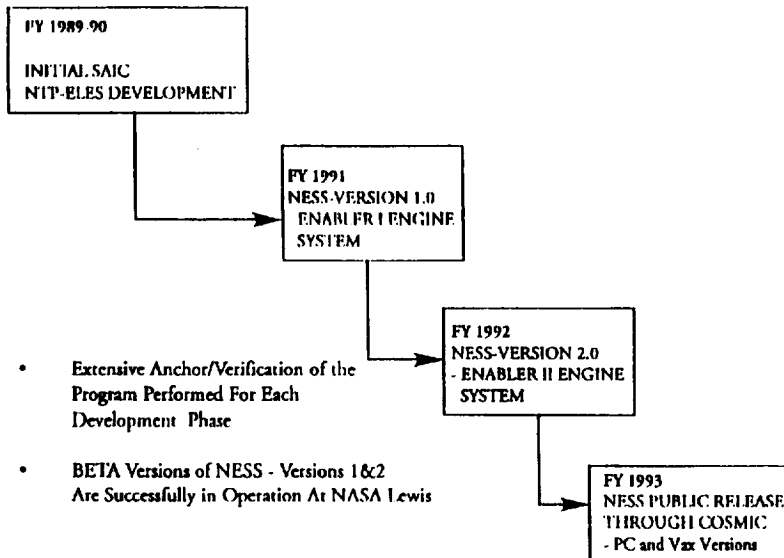 FY 1989-90
INITIAL SAIC
NTP-ELES DEVELOPMENT
FY 1991
NESS-VERSION 1.0
ENABLER I ENGINE
SYSTEM
FY 1992
NESS-VERSION 2.0
- ENABLER II ENGINE
SYSTEM
• Extensive Anchor/Verification of the
Program Performed For Each
Development Phase
• BETA Versions of NESS - Versions 1&2
Are Successfully in Operation At NASA Lewis
FY 1993
NESS PUBLIC RELEASE
THROUGH COSMIC
- PC and Vax Versions